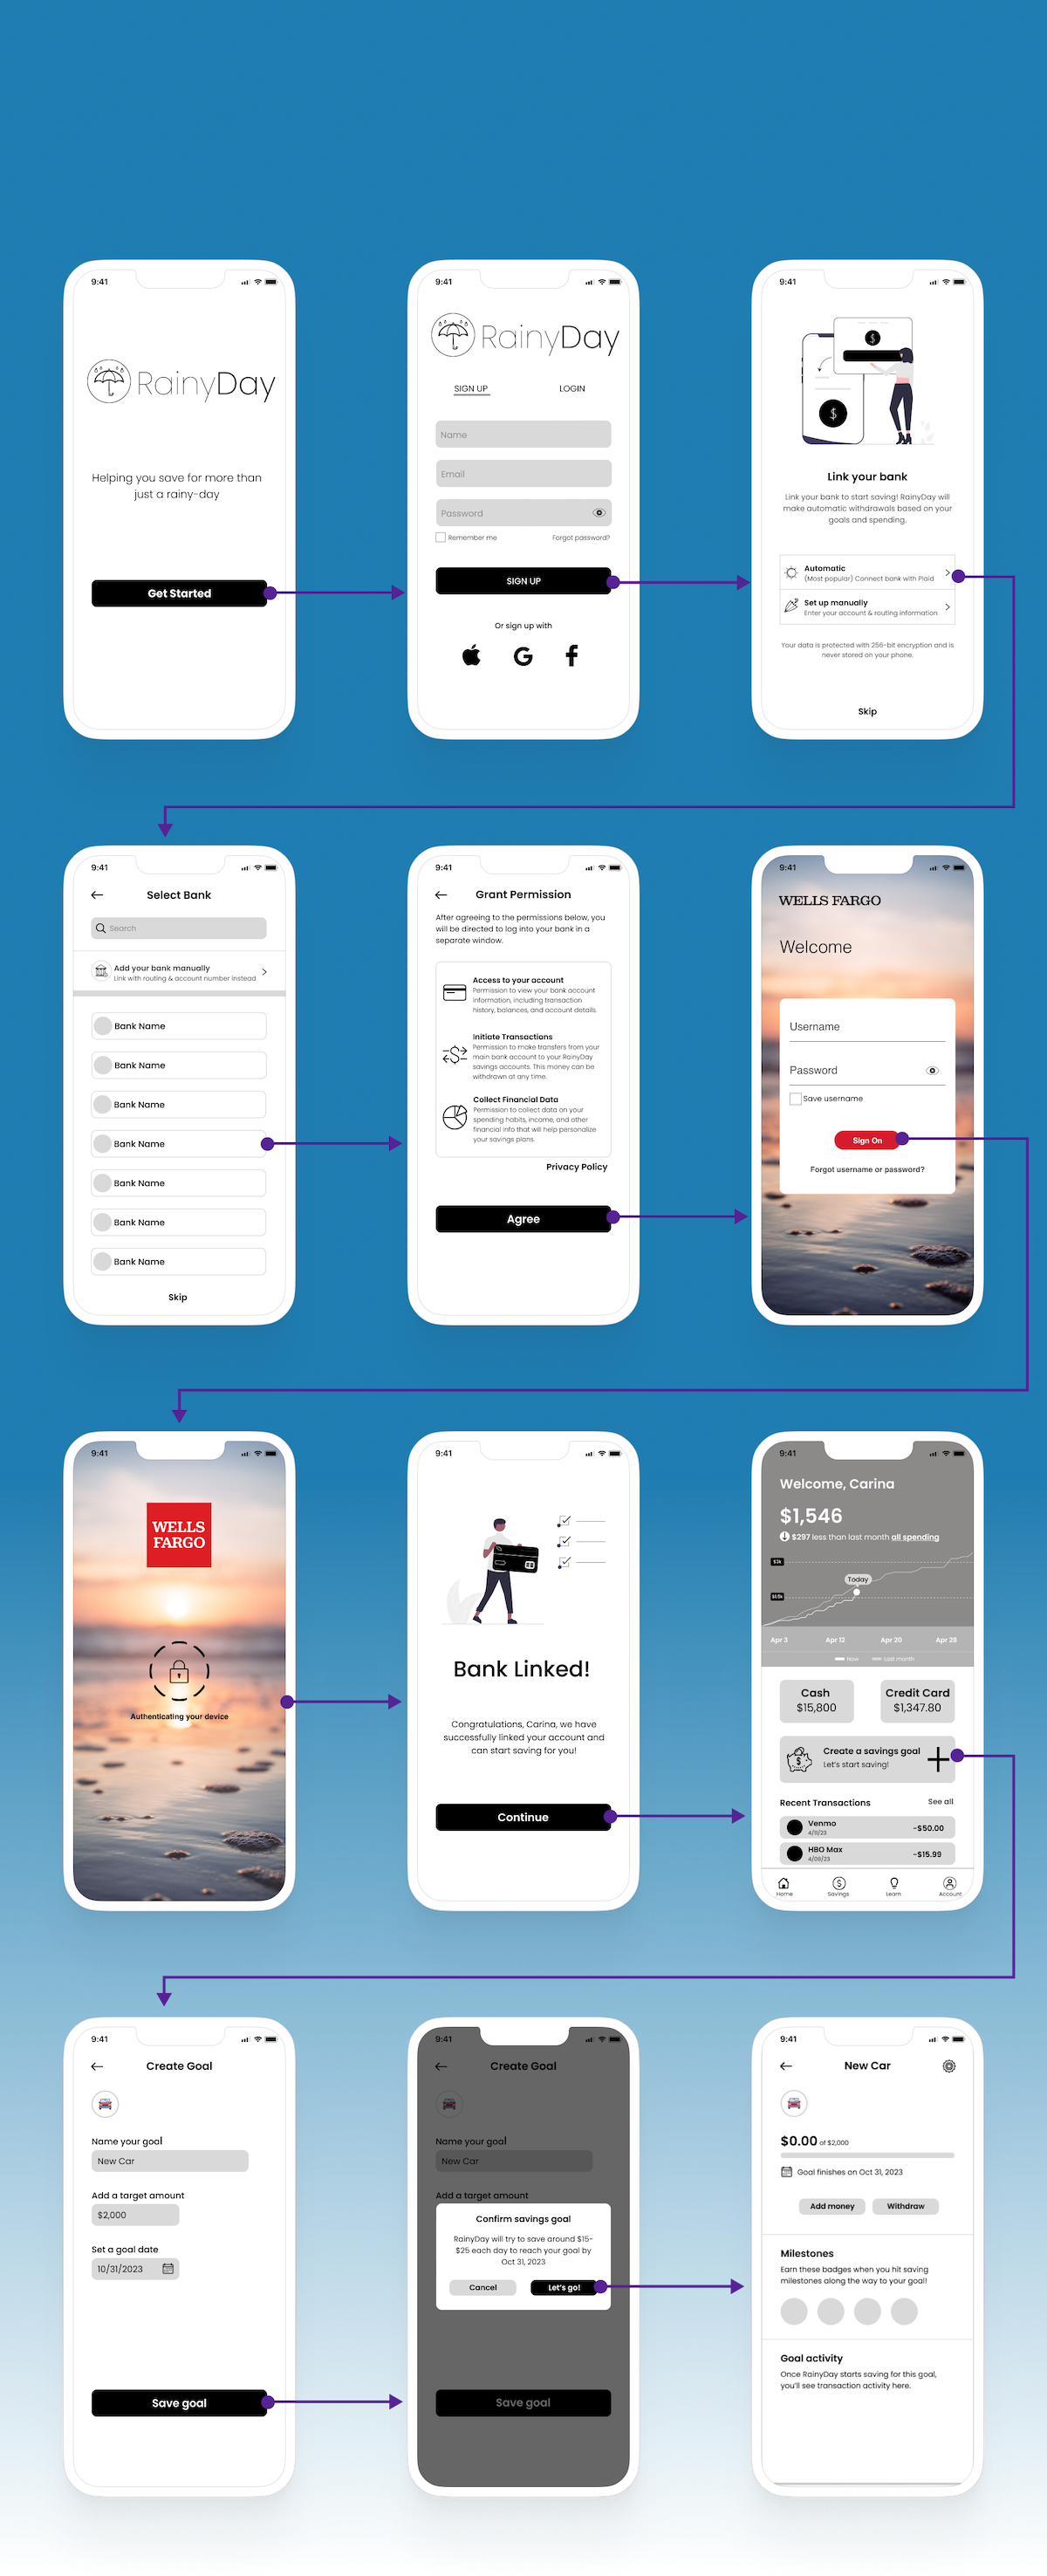 9:41
RainyDay
Helping you save for more than
just a rainy-day
Get Started
9:41
RainyDay
SIGN UP
LOGIN
Name
Email
Password
Remember me
Forgot password?
SIGN UP
Or sign up with
9:41
Link your bank
Link your bank to start saving! RainyDay will
make automatic withdrawals based on your
goals and spending.
Automatic
(Most popular) Connect bank with Plaid
Set up manually
Enter your account & routing information
Your data is protected with 256-bit encryption and is
never stored on your phone.
Skip
9:41
Select Bank
Search
Add your bank manually
Link with routing & account number instead
Bank Name
Bank Name
Bank Name
Bank Name
Bank Name
Bank Name
Bank Name
Skip
9:41
Grant Permission
After agreeing to the permissions below, you
will be directed to log into your bank in a
separate window.
Access to your account
Permission to view your bank account
information, including transaction
history, balances, and account details.
Initiate Transactions
Permission to make transfers from your
main bank account to your RainyDay
savings accounts. This money can be
withdrawn at any time.
Collect Financial Data
Permission to collect data on your
spending habits, income, and other
financial info that will help personalize
your savings plans.
Privacy Policy
Agree
9:41
WELLS FARGO
Welcome
Username
Password
Save username
Sign On
Forgot username or password?
9:41
WELLS
FARGO
Authenticating your device
9:41
Bank Linked!
Congratulations, Carina, we have
successfully linked your account and
can start saving for you!
Continue
9:41
Welcome, Carina
$1,546
$297 less than last month all spending
$3k
Today
$1.5k
Apr 3
Apr 12
Apr 20
Apr 28
Now
Last month
Cash
$15,800
Credit Card
$1,347.80
Create a savings goal
Let's start saving!
Recent Transactions
See all
Venmo
4/11/23
-$50.00
HBO Max
4/09/23
-$15.99
Home
Savings
Learn
Account
9:41
Create Goal
Name your goal
New Car
Add a target amount
$2,000
Set a goal date
10/31/2023
Save goal
9:41
Create Goal
Name your goal
New Car
Add a target amount
Confirm savings goal
RainyDay will try to save around $15-
$25 each day to reach your goal by
Oct 31, 2023
Cancel
Let's go!
Save goal
9:41
New Car
$0.00 of $2,000
Goal finishes on Oct 31, 2023
Add money
Withdraw
Milestones
Earn these badges when you hit saving
milestones along the way to your goal!
Goal activity
Once RainyDay starts saving for this goal,
you'll see transaction activity here.